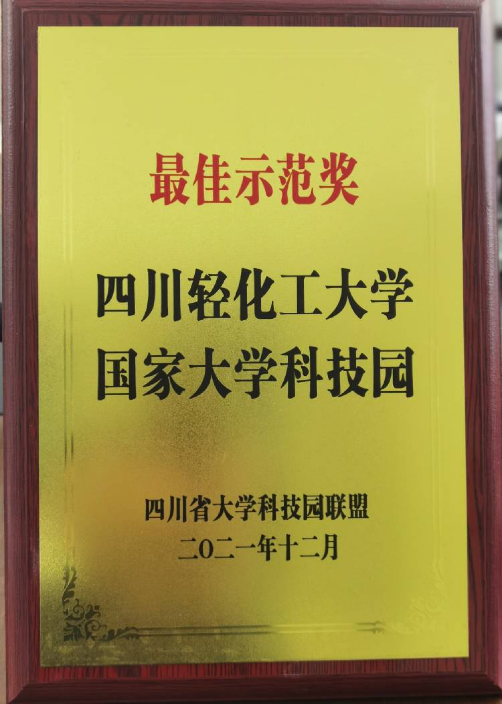 最佳示范奖
四川轻化工大学
国家大学科技园
四川省大学科技园联盟
二〇二一年十二月